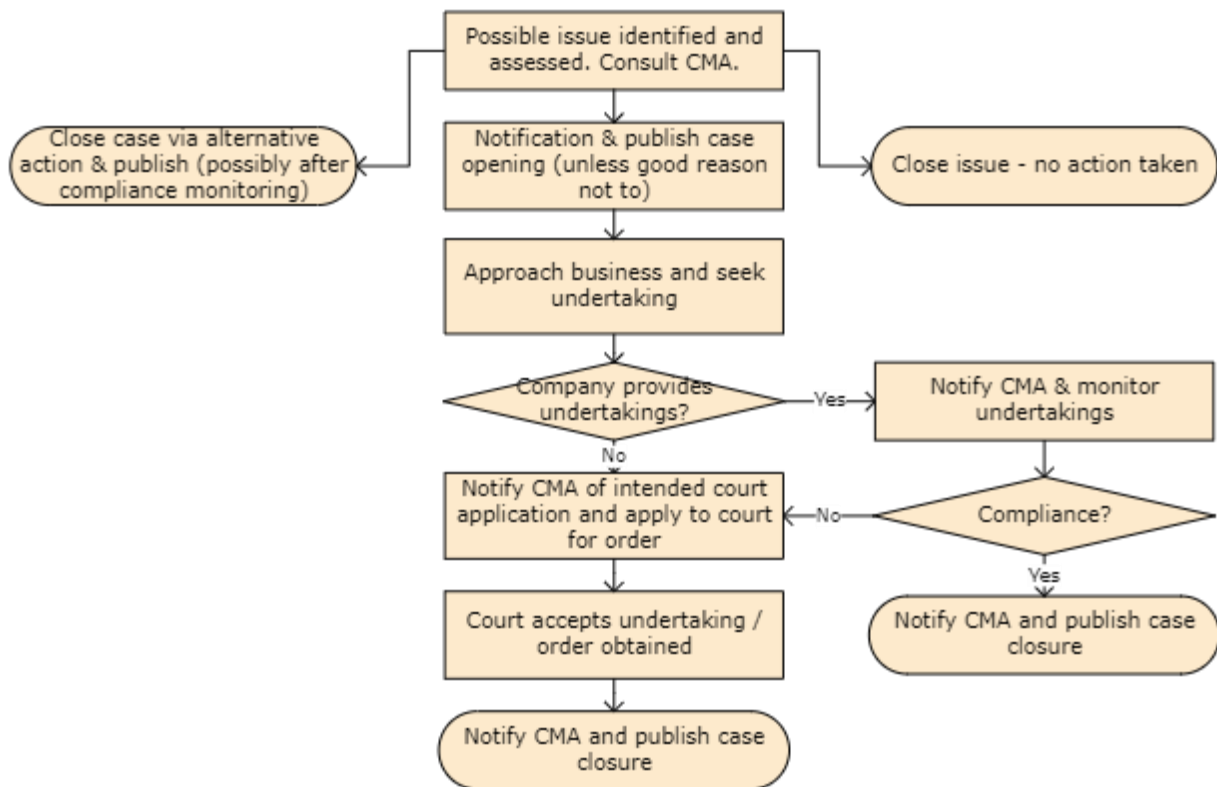 Possible issue identified and
assessed. Consult CMA.
Close case via alternative
action & publish (possibly after
compliance monitoring)
Notification & publish case
opening (unless good reason
not to)
Close issue - no action taken
Approach business and seek
undertaking
Company provides
undertakings?
Yes
Notify CMA & monitor
undertakings
No
Notify CMA of intended court
application and apply to court
for order
No
Compliance?
Yes
Court accepts undertaking /
order obtained
Notify CMA and publish case
closure
Notify CMA and publish case
closure